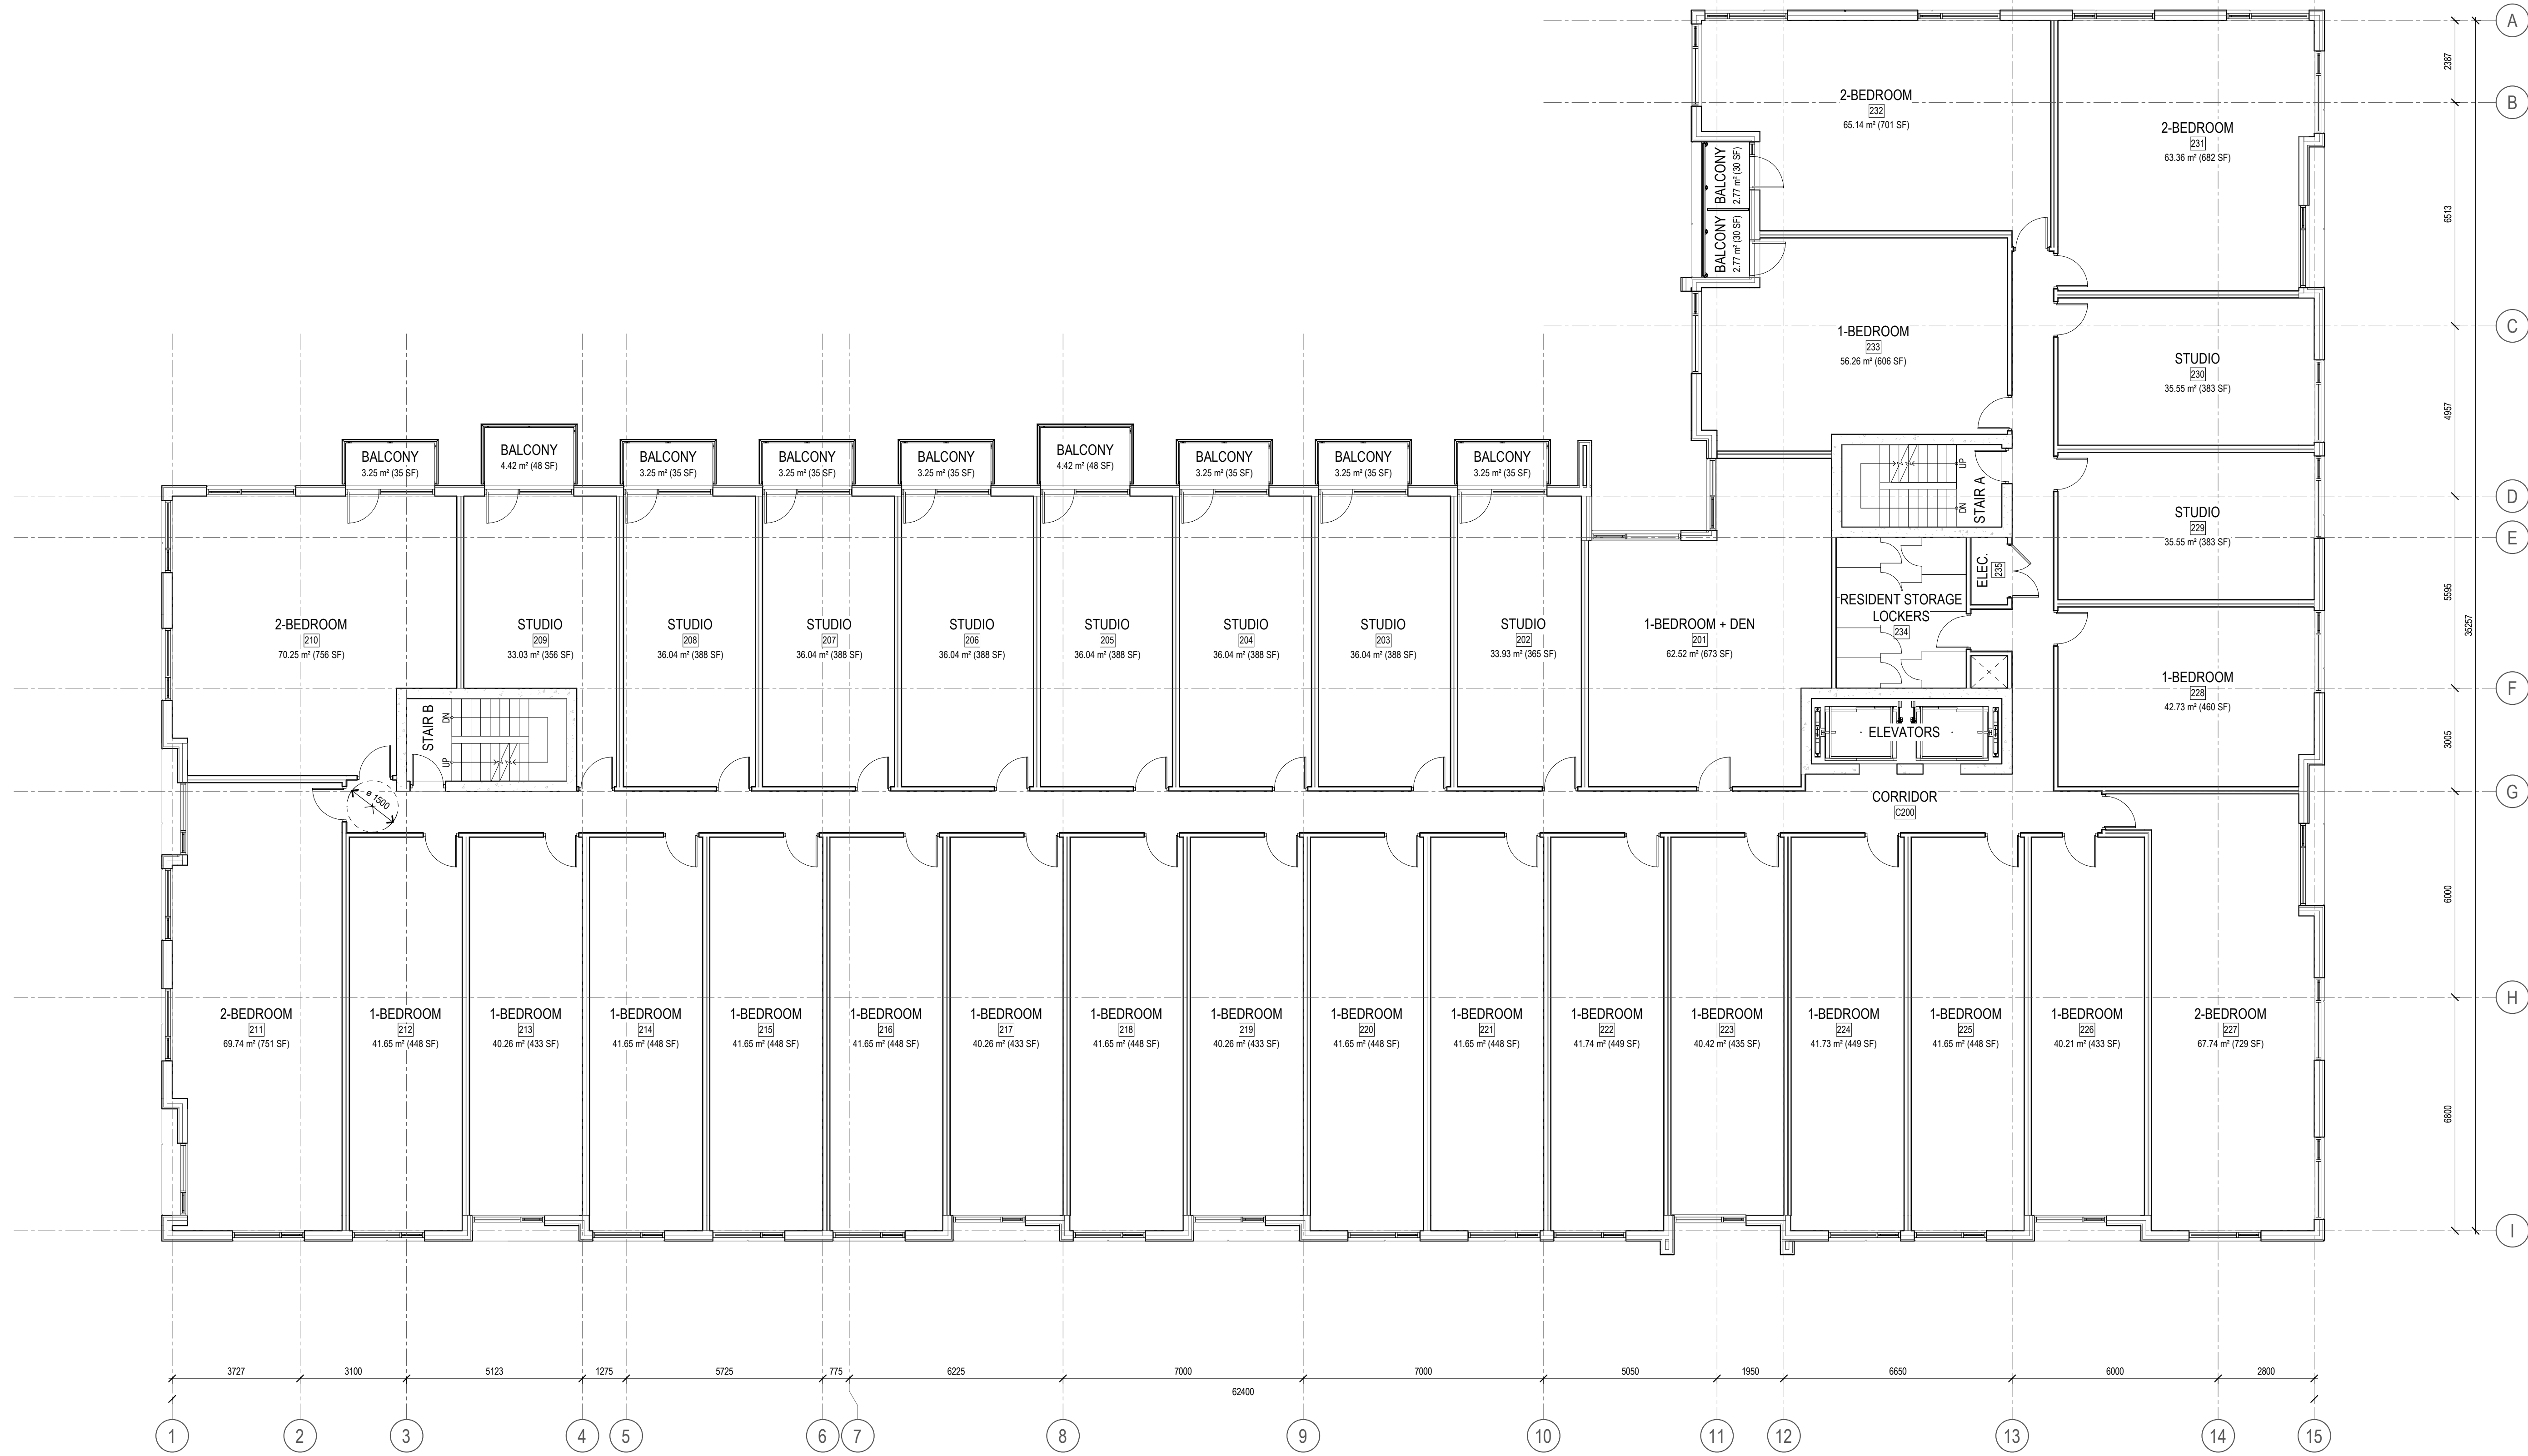 A
2387
B
2-BEDROOM
232
65.14 m² (701 SF)
2-BEDROOM
231
63.36 m² (682 SF)
BALCONY
2.77 m² (30 SF)
BALCONY
2.77 m² (30 SF)
6513
C
1-BEDROOM
233
56.26 m² (606 SF)
STUDIO
230
35.55 m² (383 SF)
4957
35257
BALCONY
3.25 m² (35 SF)
BALCONY
4.42 m² (48 SF)
BALCONY
3.25 m² (35 SF)
BALCONY
3.25 m² (35 SF)
BALCONY
3.25 m² (35 SF)
BALCONY
4.42 m² (48 SF)
BALCONY
3.25 m² (35 SF)
BALCONY
3.25 m² (35 SF)
BALCONY
3.25 m² (35 SF)
UP
DN
STAIR A
D
STUDIO
229
35.55 m² (383 SF)
E
ELEC.
235
5595
2-BEDROOM
210
70.25 m² (756 SF)
STUDIO
209
33.03 m² (356 SF)
STUDIO
208
36.04 m² (388 SF)
STUDIO
207
36.04 m² (388 SF)
STUDIO
206
36.04 m² (388 SF)
STUDIO
205
36.04 m² (388 SF)
STUDIO
204
36.04 m² (388 SF)
STUDIO
203
36.04 m² (388 SF)
STUDIO
202
33.93 m² (365 SF)
1-BEDROOM + DEN
201
62.52 m² (673 SF)
RESIDENT STORAGE
LOCKERS
234
1-BEDROOM
228
42.73 m² (460 SF)
F
STAIR B
DN
UP
ELEVATORS
3005
ø 1500
G
CORRIDOR
C200
6000
H
2-BEDROOM
211
69.74 m² (751 SF)
1-BEDROOM
212
41.65 m² (448 SF)
1-BEDROOM
213
40.26 m² (433 SF)
1-BEDROOM
214
41.65 m² (448 SF)
1-BEDROOM
215
41.65 m² (448 SF)
1-BEDROOM
216
41.65 m² (448 SF)
1-BEDROOM
217
40.26 m² (433 SF)
1-BEDROOM
218
41.65 m² (448 SF)
1-BEDROOM
219
40.26 m² (433 SF)
1-BEDROOM
220
41.65 m² (448 SF)
1-BEDROOM
221
41.65 m² (448 SF)
1-BEDROOM
222
41.74 m² (449 SF)
1-BEDROOM
223
40.42 m² (435 SF)
1-BEDROOM
224
41.73 m² (449 SF)
1-BEDROOM
225
41.65 m² (448 SF)
1-BEDROOM
226
40.21 m² (433 SF)
2-BEDROOM
227
67.74 m² (729 SF)
6800
I
3727 3100 5123 1275 5725 775 6225 7000 7000 5050 1950 6650 6000 2800
62400
1 2 3 4 5 6 7 8 9 10 11 12 13 14 15